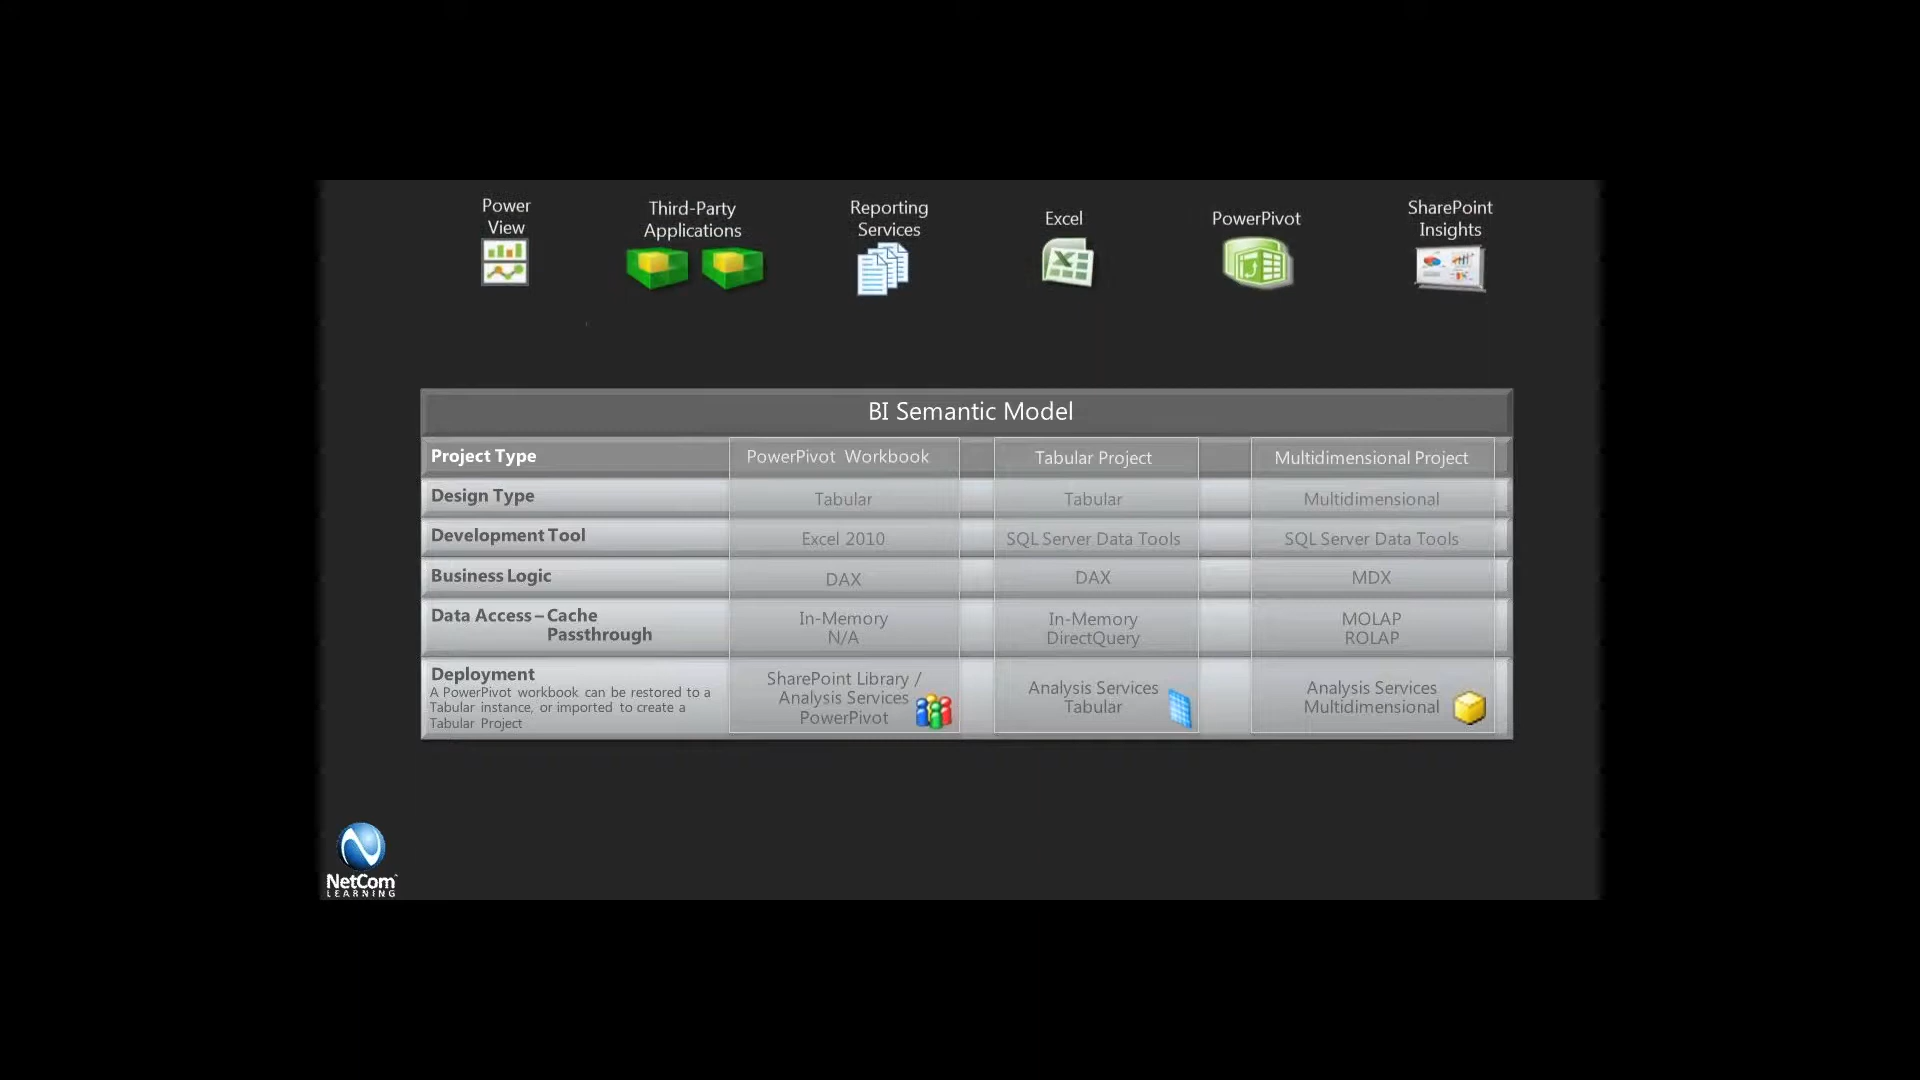 Power
View
Third-Party
Applications
Reporting
Services
Excel
PowerPivot
SharePoint
Insights
BI Semantic Model
Project Type
PowerPivot Workbook
Tabular Project
Multidimensional Project
Design Type
Tabular
Tabular
Multidimensional
Development Tool
Excel 2010
SQL Server Data Tools
SQL Server Data Tools
Business Logic
DAX
DAX
MDX
Data Access – Cache
Passthrough
In-Memory
N/A
In-Memory
DirectQuery
MOLAP
ROLAP
Deployment
A PowerPivot workbook can be restored to a
Tabular instance, or imported to create a
Tabular Project
SharePoint Library /
Analysis Services
PowerPivot
Analysis Services
Tabular
Analysis Services
Multidimensional
NetCom
LEARNING